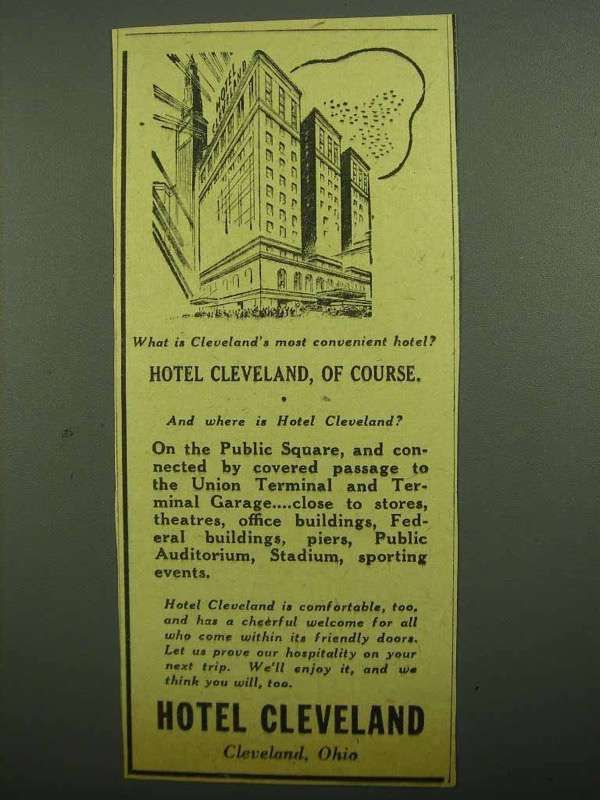 HOTEL
CLEVELAND
What is Cleveland's most convenient hotel?
HOTEL CLEVELAND, OF COURSE.
And where is Hotel Cleveland?
On the Public Square, and con-
nected by covered passage to
the Union Terminal and Ter-
minal Garage....close to stores,
theatres, office buildings, Fed-
eral buildings, piers, Public
Auditorium, Stadium, sporting
events.
Hotel Cleveland is comfortable, too,
and has a cheerful welcome for all
who come within its friendly doors.
Let us prove our hospitality on your
next trip. We'll enjoy it, and we
think you will, too.
HOTEL CLEVELAND
Cleveland, Ohio